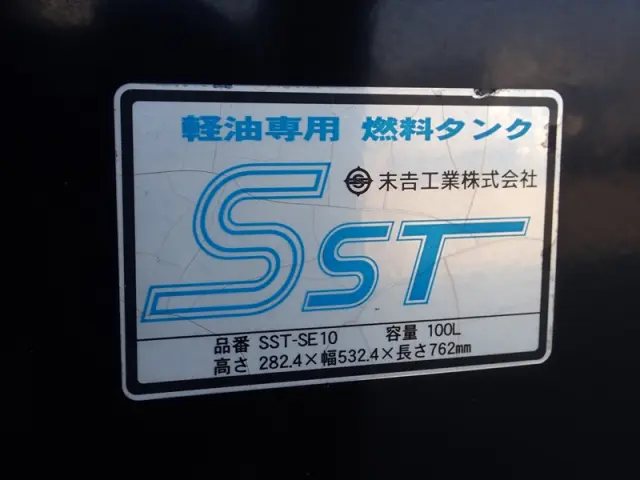 軽油専用 燃料タンク
末吉工業株式会社
SST
品番 SST-SE10 容量 100L
高さ 282.4×幅532.4×長さ762mm